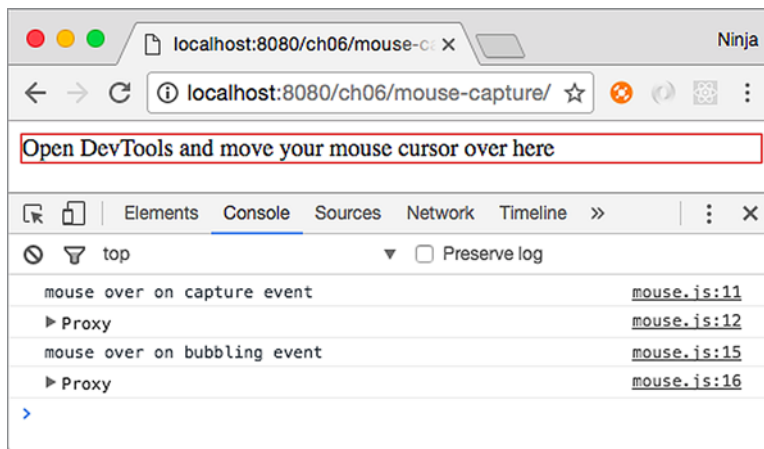 localhost:8080/ch06/mouse-ca
Ninja
localhost:8080/ch06/mouse-capture/
Open DevTools and move your mouse cursor over here
Elements Console Sources Network Timeline »
top Preserve log
mouse over on capture event mouse.js:11
Proxy mouse.js:12
mouse over on bubbling event mouse.js:15
Proxy mouse.js:16
>